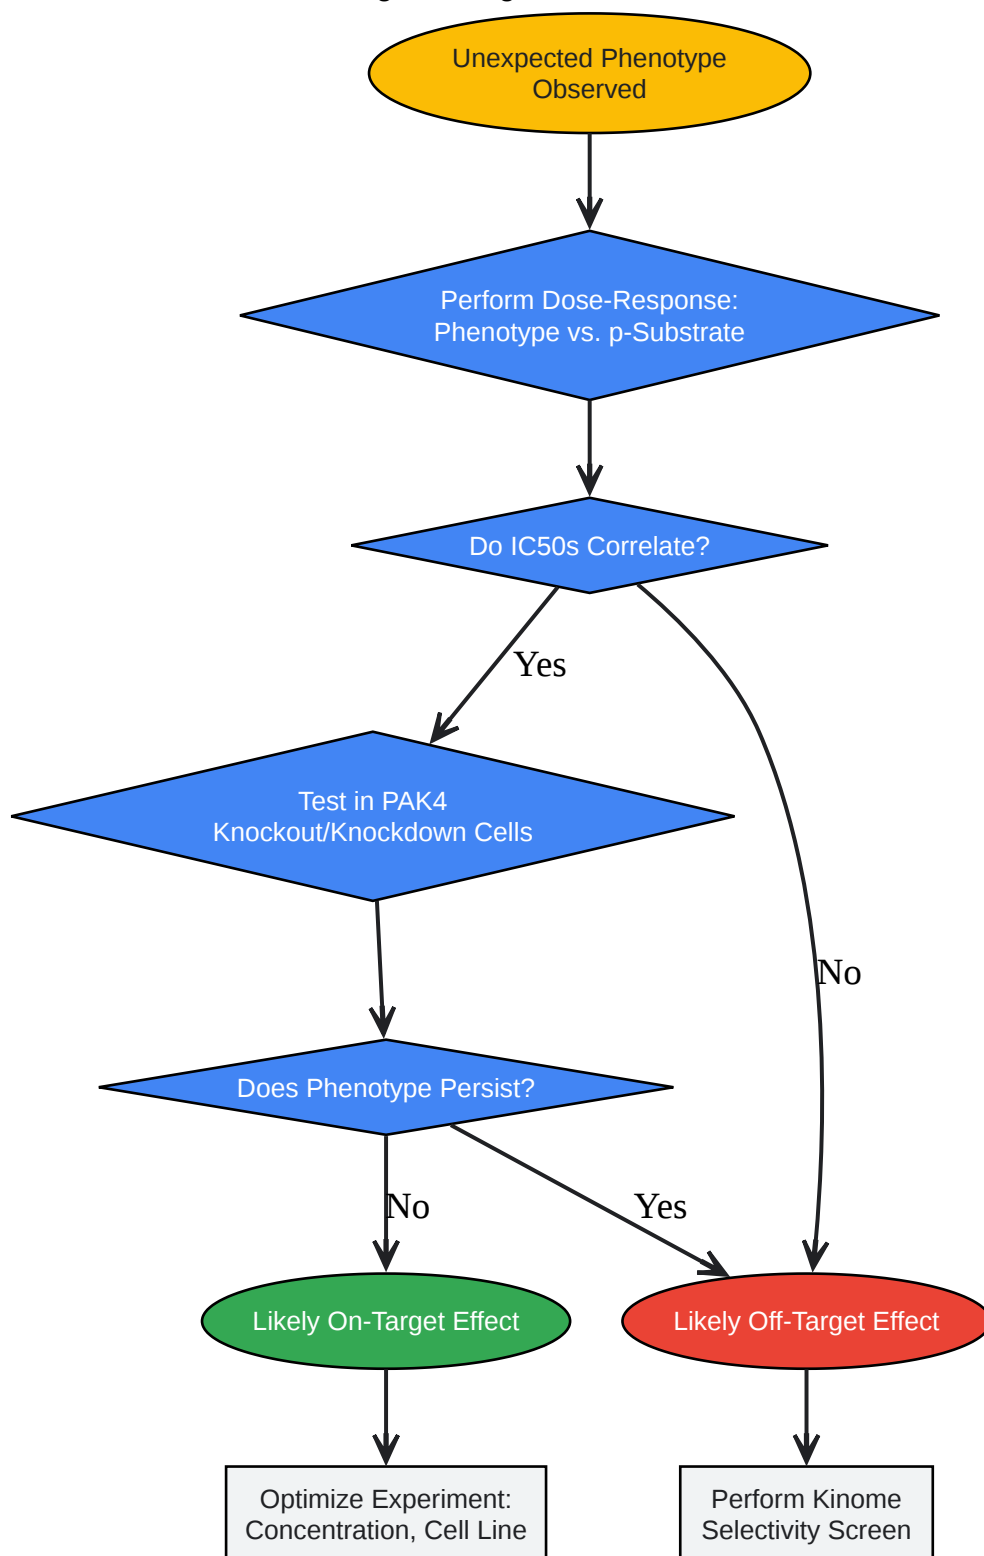 Unexpected Phenotype
Observed
Perform Dose-Response:
Phenotype vs. p-Substrate
Do IC50s Correlate?
Yes
Test in PAK4
Knockout/Knockdown Cells
No
Does Phenotype Persist?
No
Yes
Likely On-Target Effect
Likely Off-Target Effect
Optimize Experiment:
Concentration, Cell Line
Perform Kinome
Selectivity Screen